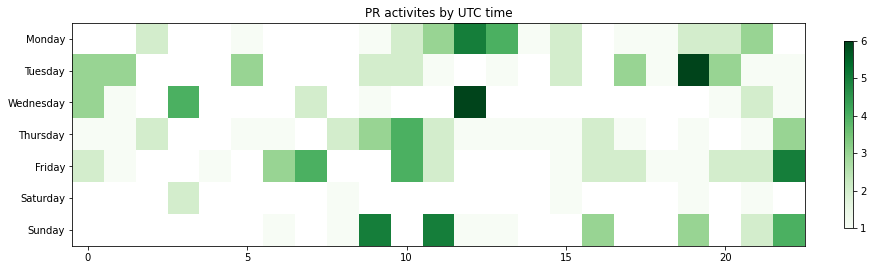 PR activites by UTC time
Monday
Tuesday
Wednesday
Thursday
Friday
Saturday
Sunday
0 5 10 15 20
6
5
4
3
2
1